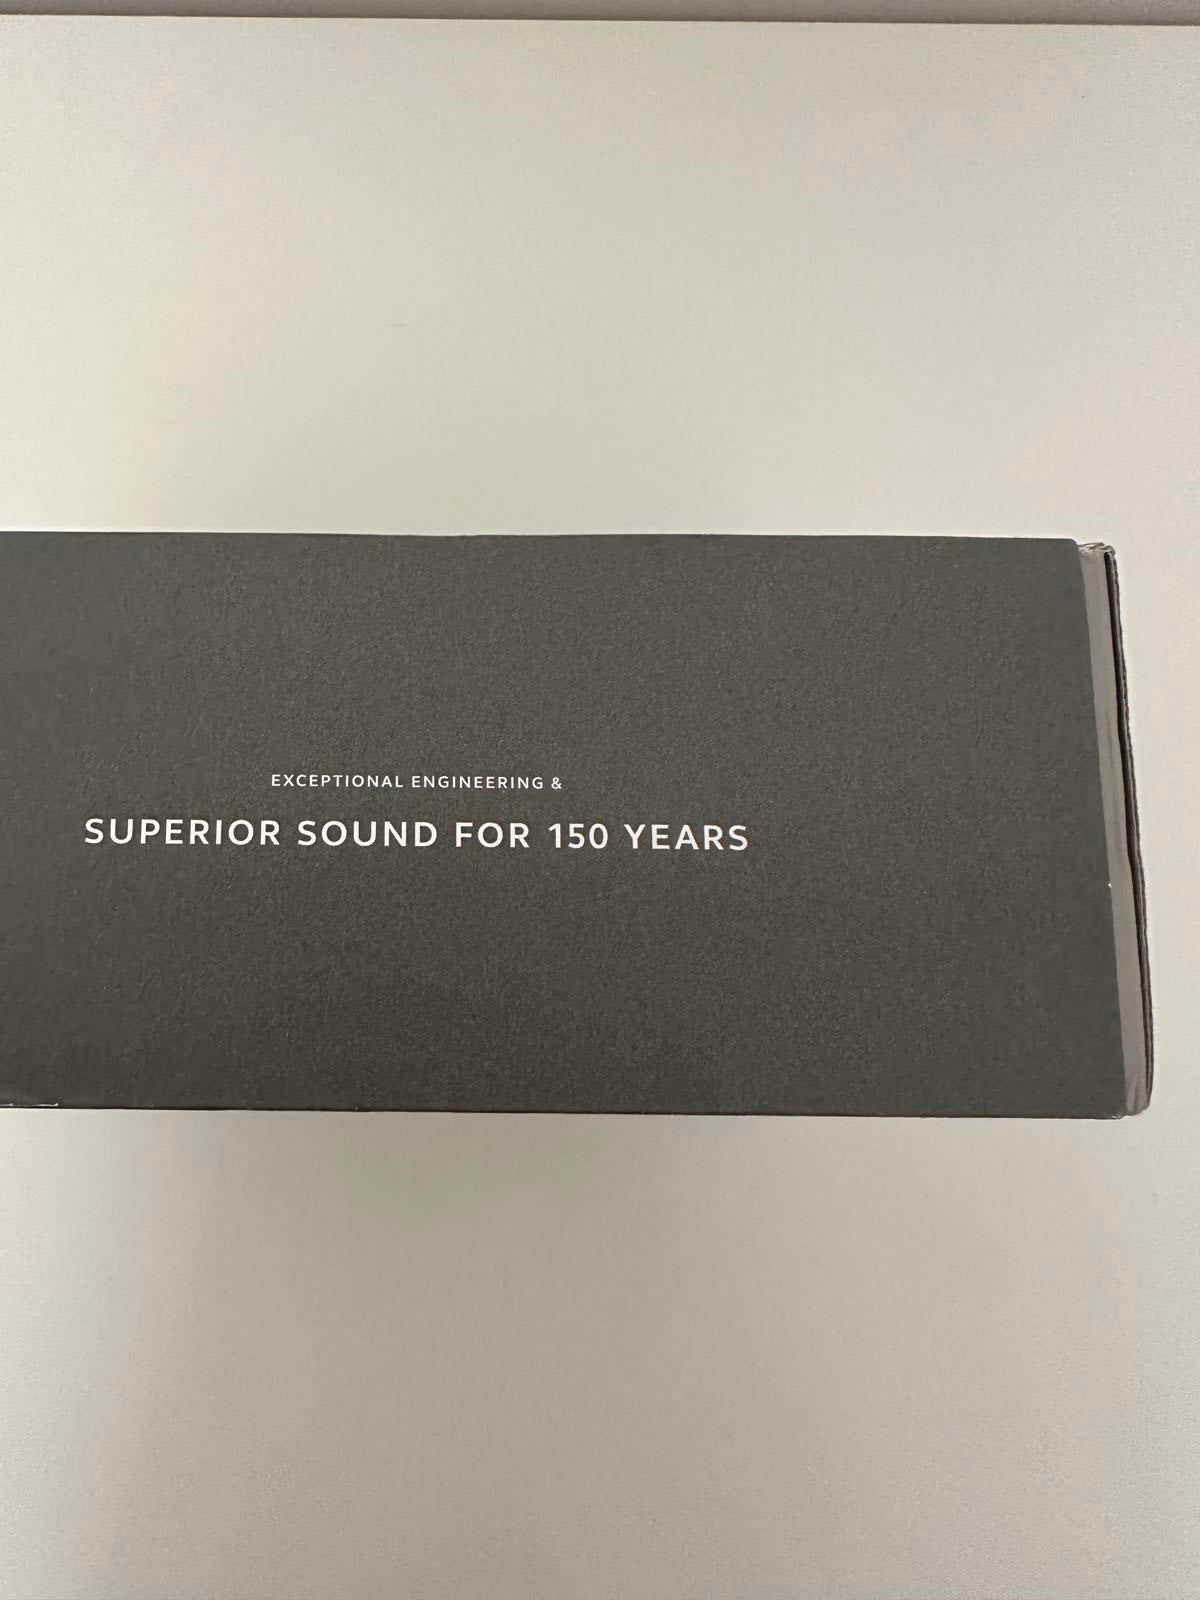 EXCEPTIONAL ENGINEERING &
SUPERIOR SOUND FOR 150 YEARS